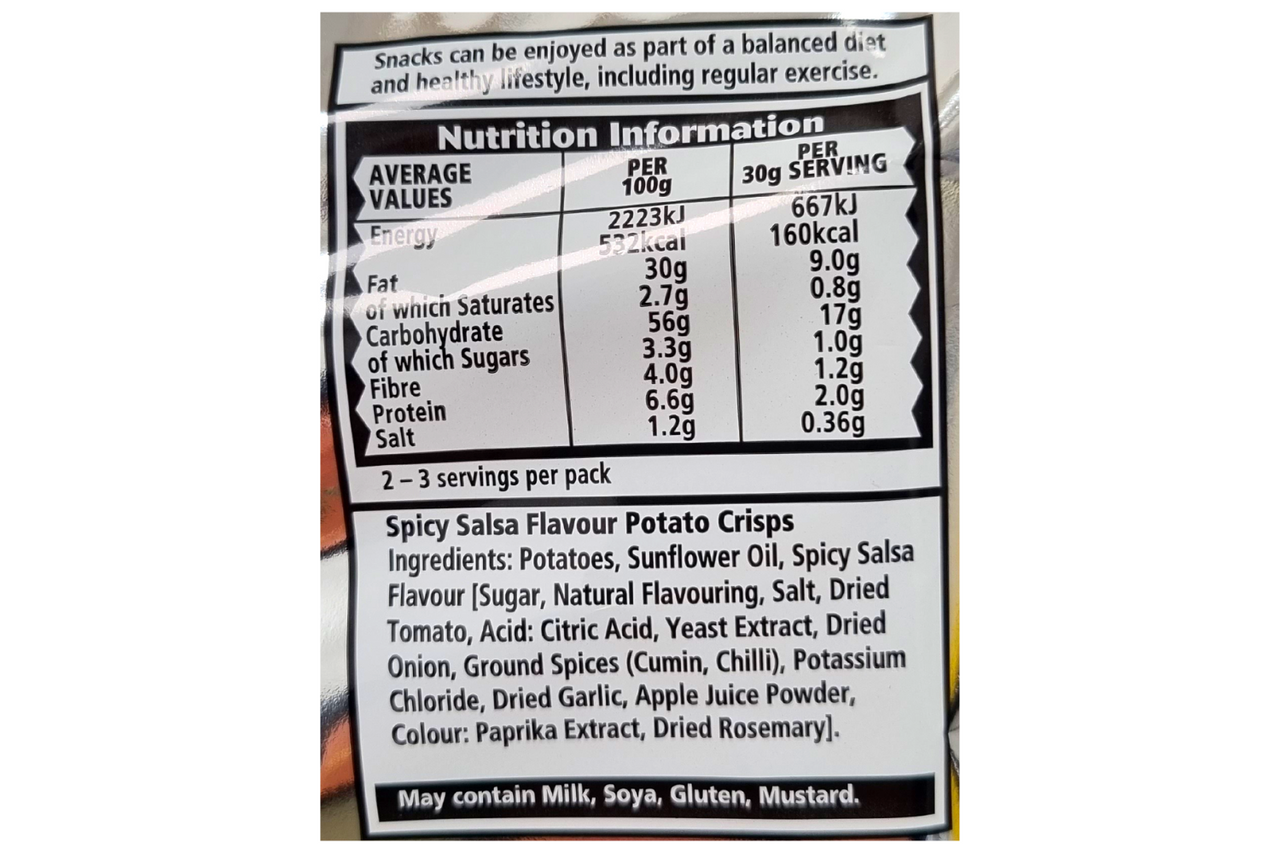 Snacks can be enjoyed as part of a balanced diet
and healthy lifestyle, including regular exercise.
Nutrition Information
AVERAGE VALUES PER 100g PER 30g SERVING
Energy 2223kJ 667kJ
532kcal 160kcal
Fat 30g 9.0g
of which Saturates 2.7g 0.8g
Carbohydrate 56g 17g
of which Sugars 3.3g 1.0g
Fibre 4.0g 1.2g
Protein 6.6g 2.0g
Salt 1.2g 0.36g
2 – 3 servings per pack
Spicy Salsa Flavour Potato Crisps
Ingredients: Potatoes, Sunflower Oil, Spicy Salsa
Flavour [Sugar, Natural Flavouring, Salt, Dried
Tomato, Acid: Citric Acid, Yeast Extract, Dried
Onion, Ground Spices (Cumin, Chilli), Potassium
Chloride, Dried Garlic, Apple Juice Powder,
Colour: Paprika Extract, Dried Rosemary].
May contain Milk, Soya, Gluten, Mustard.